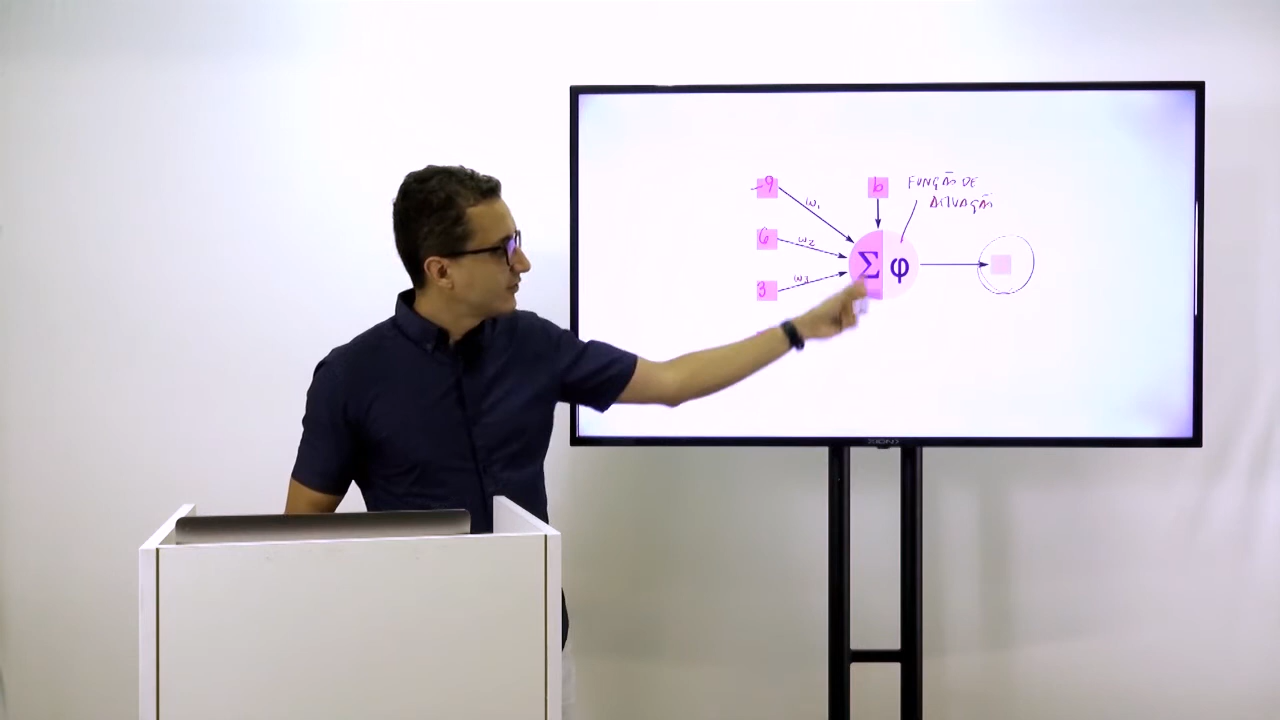 -9
b
FUNÇÃO DE
ATIVAÇÃO
w1
6
w2
3
w3
Σ φ